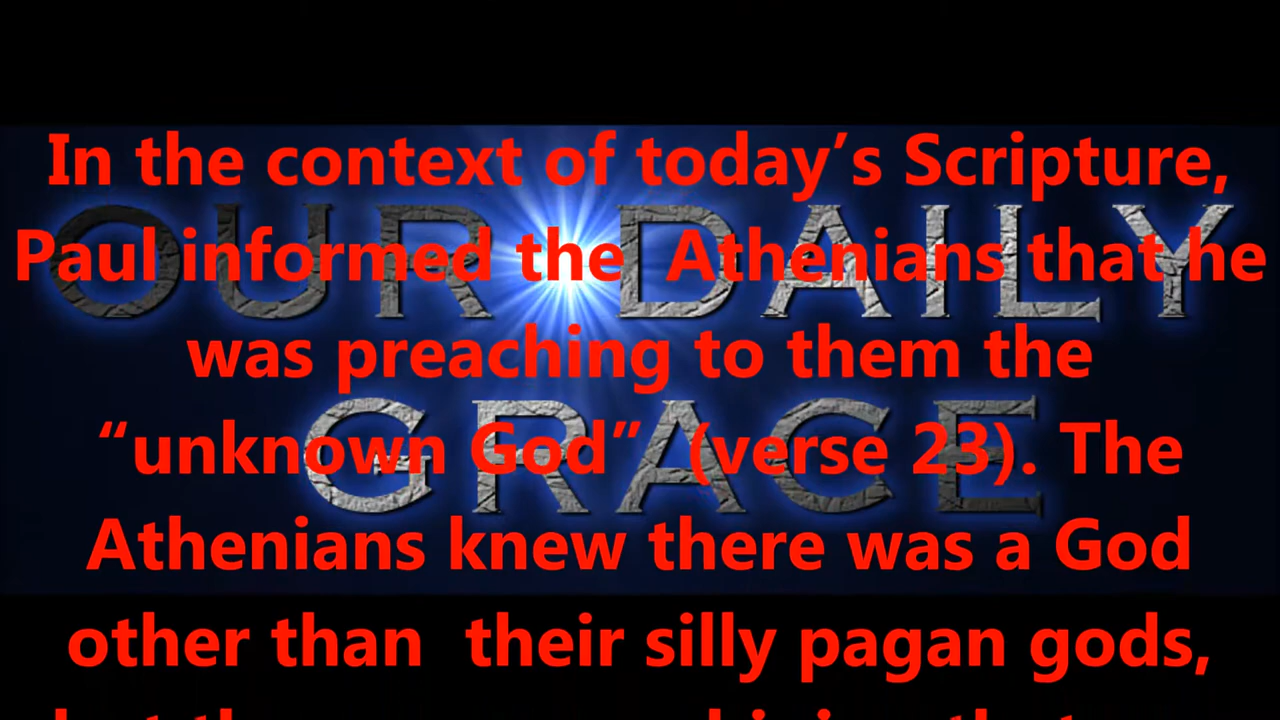 In the context of today’s Scripture,
OUR DAILY
Paul informed the Athenians that he
was preaching to them the
GRACE
“unknown God” (verse 23). The
Athenians knew there was a God
other than their silly pagan gods,